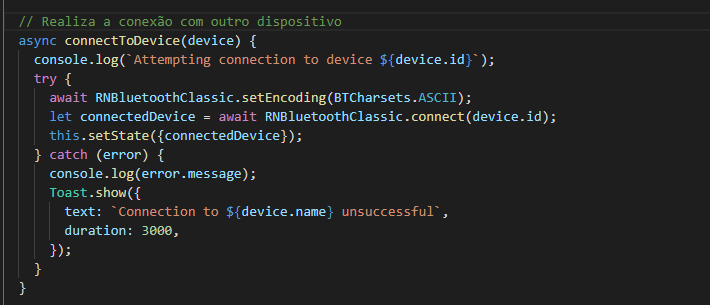 // Realiza a conexão com outro dispositivo
async connectToDevice(device) {
  console.log(`Attempting connection to device ${device.id}`);
  try {
    await RNBluetoothClassic.setEncoding(BTCharsets.ASCII);
    let connectedDevice = await RNBluetoothClassic.connect(device.id);
    this.setState({connectedDevice});
  } catch (error) {
    console.log(error.message);
    Toast.show({
      text: `Connection to ${device.name} unsuccessful`,
      duration: 3000,
    });
  }
}